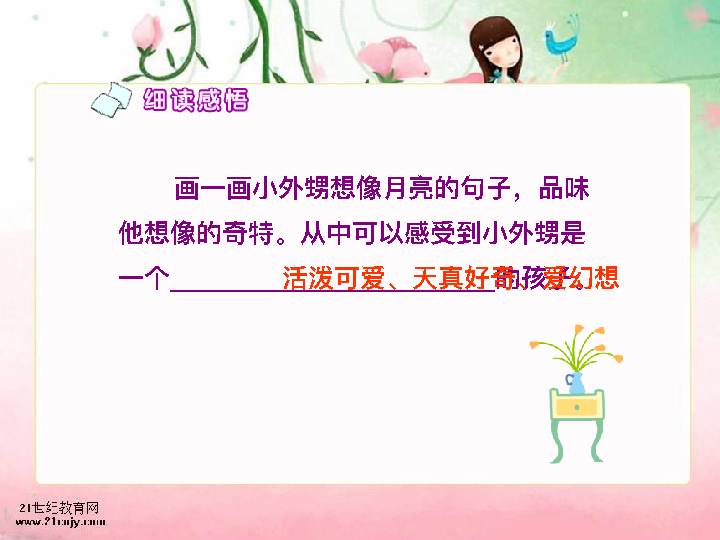 细读感悟
画一画小外甥想像月亮的句子，品味
他想像的奇特。从中可以感受到小外甥是
一个____________________的孩子。
活泼可爱、天真好奇、爱幻想
21世纪教育网
www.21cnjy.com